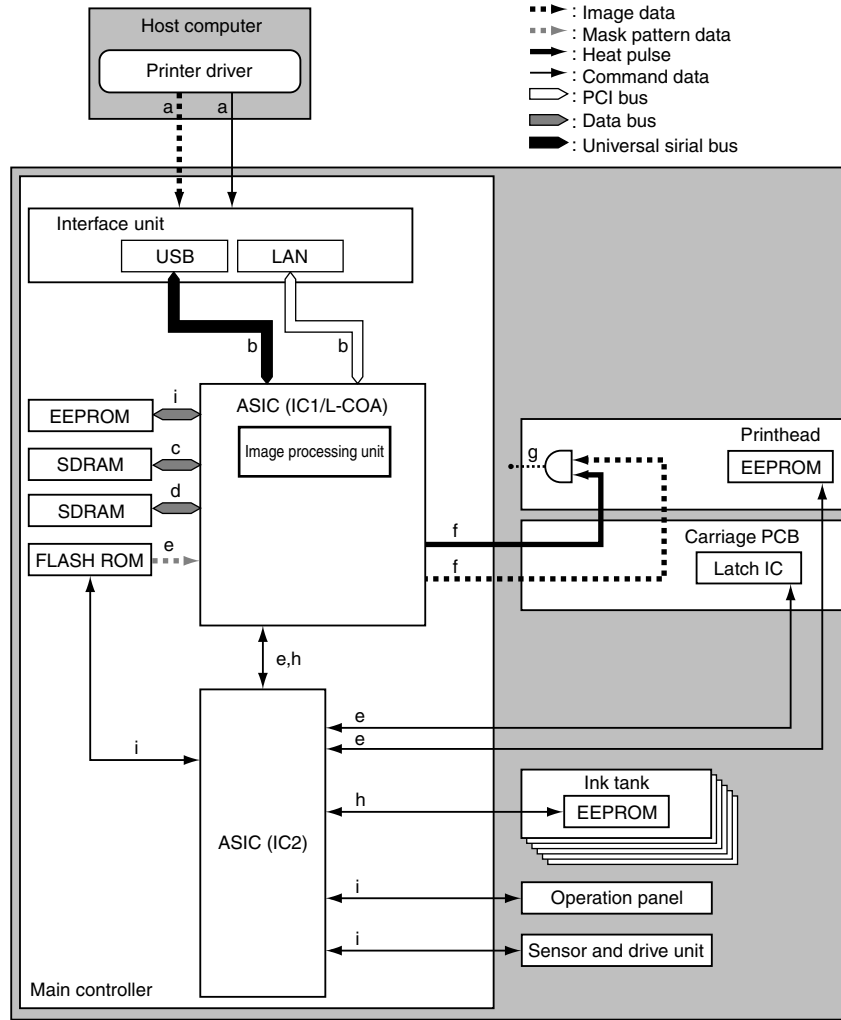 Host computer
Printer driver
a
a
: Image data
: Mask pattern data
: Heat pulse
: Command data
: PCI bus
: Data bus
: Universal sirial bus
Interface unit
USB
LAN
b
b
ASIC (IC1/L-COA)
Image processing unit
EEPROM
i
SDRAM
c
SDRAM
d
FLASH ROM
e
Printhead
EEPROM
g
Carriage PCB
Latch IC
f
f
e,h
e
e
i
Ink tank
EEPROM
h
ASIC (IC2)
i
Operation panel
i
Sensor and drive unit
Main controller